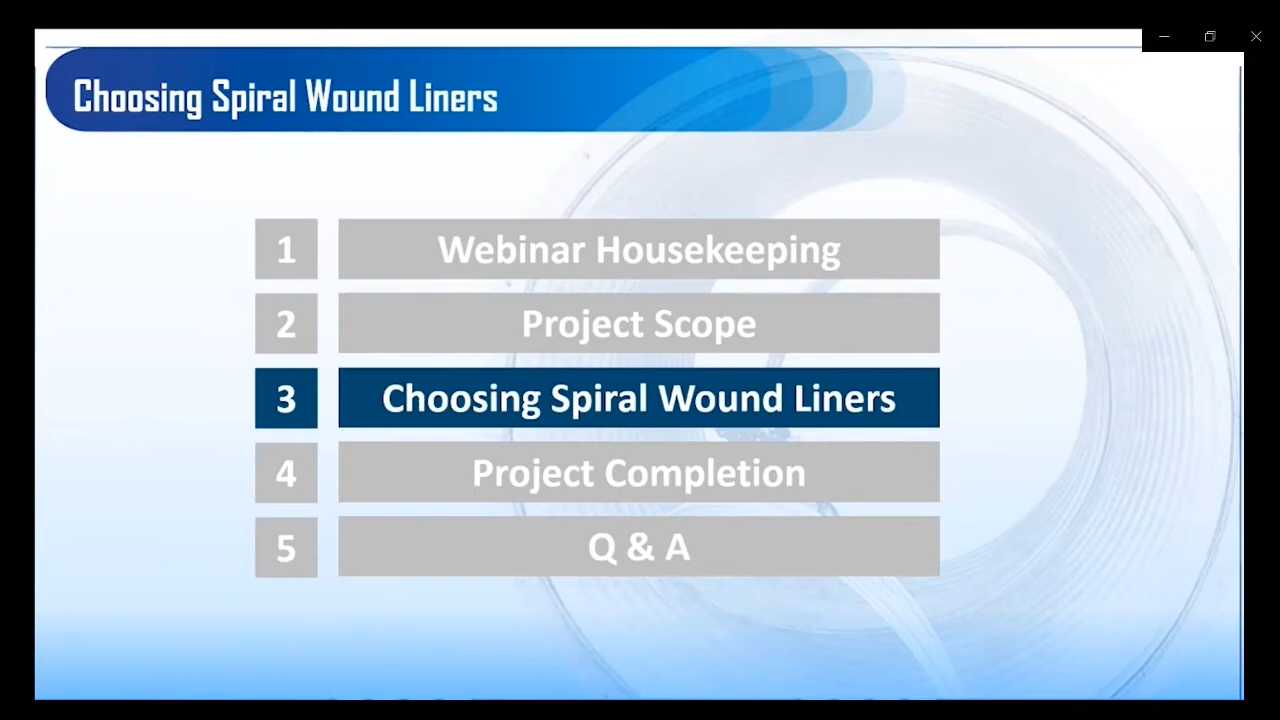 Choosing Spiral Wound Liners
1 Webinar Housekeeping
2 Project Scope
3 Choosing Spiral Wound Liners
4 Project Completion
5 Q & A